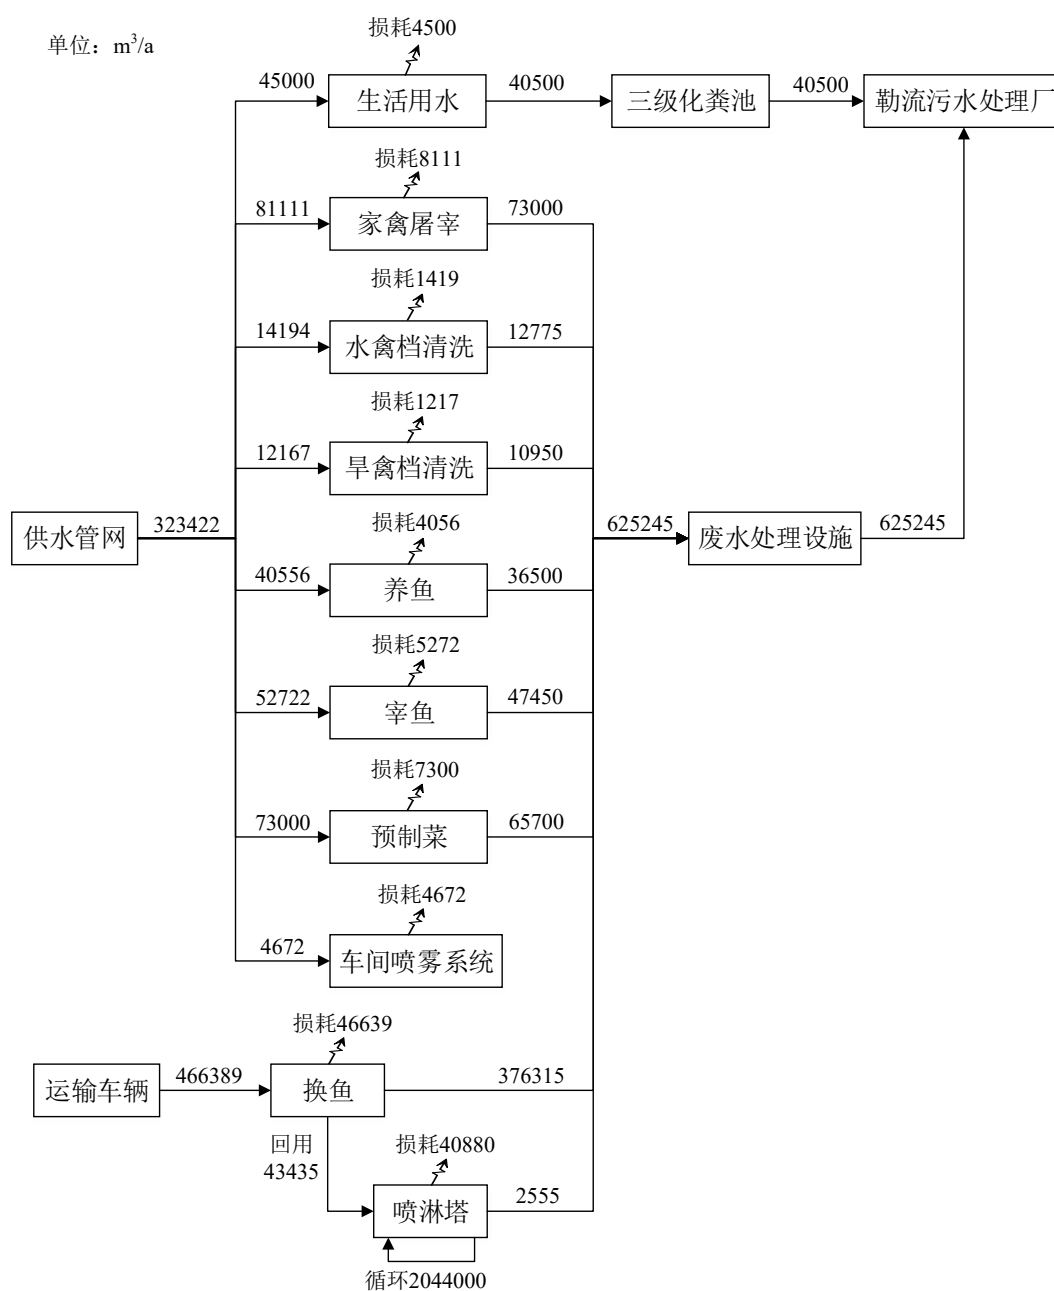 单位：m³/a
损耗4500
45000
生活用水
40500
三级化粪池
40500
勒流污水处理厂
损耗8111
81111
家禽屠宰
73000
损耗1419
14194
水禽档清洗
12775
损耗1217
12167
旱禽档清洗
10950
供水管网
323422
625245
废水处理设施
625245
损耗4056
40556
养鱼
36500
损耗5272
52722
宰鱼
47450
损耗7300
73000
预制菜
65700
损耗4672
4672
车间喷雾系统
损耗46639
运输车辆
466389
换鱼
376315
回用
43435
损耗40880
喷淋塔
2555
循环2044000